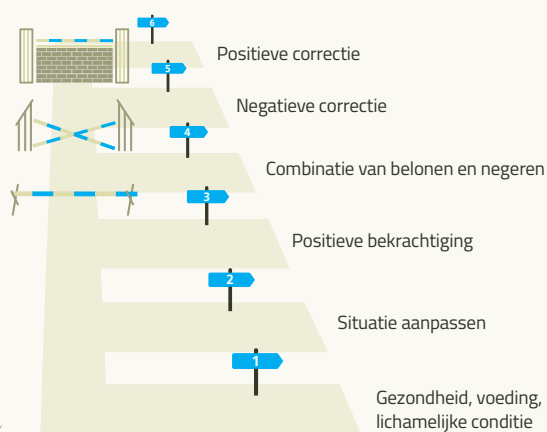 6
Positieve correctie
5
Negatieve correctie
4
Combinatie van belonen en negeren
3
Positieve bekrachtiging
2
Situatie aanpassen
1
Gezondheid, voeding,
lichamelijke conditie